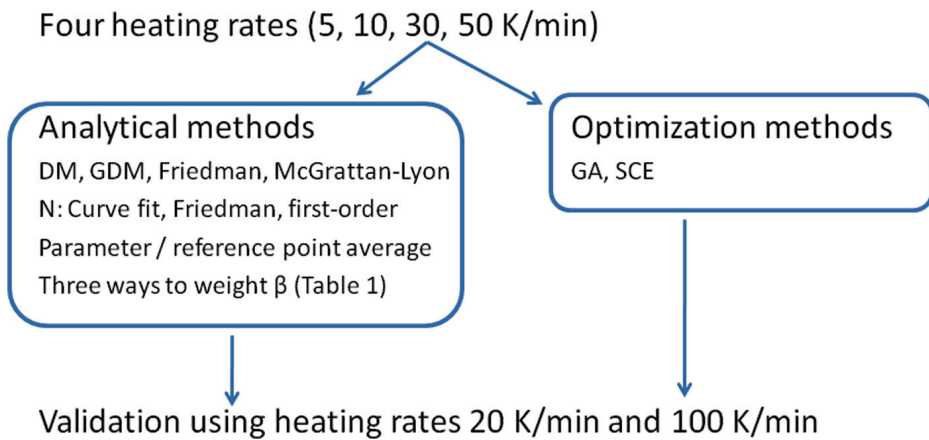 Four heating rates (5, 10, 30, 50 K/min)
Analytical methods
DM, GDM, Friedman, McGrattan-Lyon
N: Curve fit, Friedman, first-order
Parameter / reference point average
Three ways to weight β (Table 1)
Optimization methods
GA, SCE
Validation using heating rates 20 K/min and 100 K/min